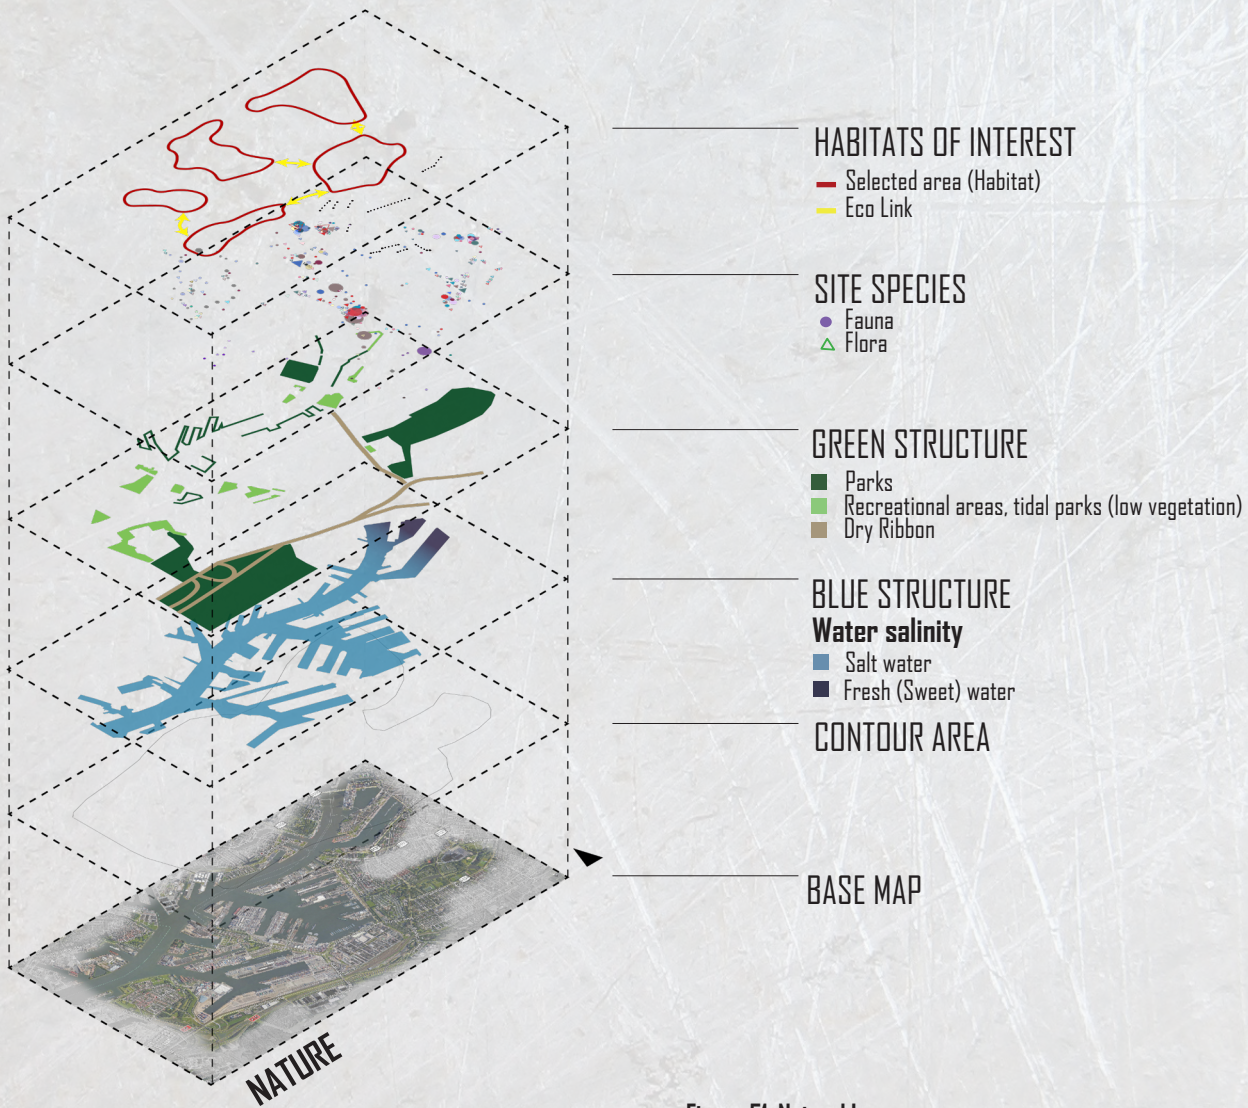 HABITATS OF INTEREST
Selected area (Habitat)
Eco Link
SITE SPECIES
Fauna
Flora
GREEN STRUCTURE
Parks
Recreational areas, tidal parks (low vegetation)
Dry Ribbon
BLUE STRUCTURE
Water salinity
Salt water
Fresh (Sweet) water
CONTOUR AREA
BASE MAP
NATURE